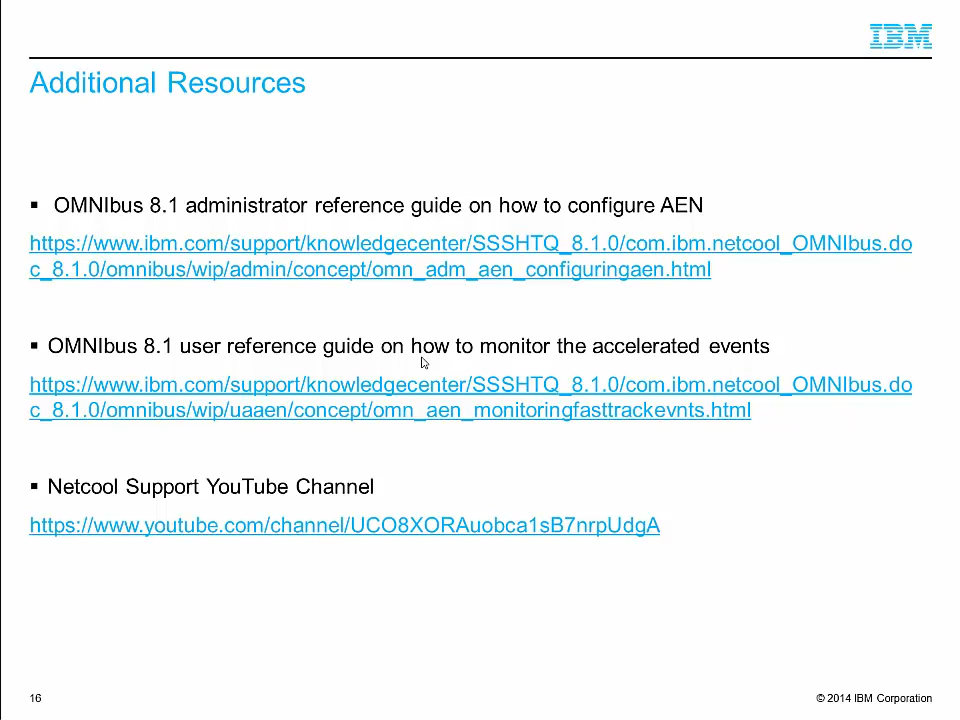 IBM
Additional Resources
▪ OMNIbus 8.1 administrator reference guide on how to configure AEN
https://www.ibm.com/support/knowledgecenter/SSSHTQ_8.1.0/com.ibm.netcool_OMNIbus.do
c_8.1.0/omnibus/wip/admin/concept/omn_adm_aen_configuringaen.html
▪ OMNIbus 8.1 user reference guide on how to monitor the accelerated events
https://www.ibm.com/support/knowledgecenter/SSSHTQ_8.1.0/com.ibm.netcool_OMNIbus.do
c_8.1.0/omnibus/wip/uaaen/concept/omn_aen_monitoringfasttrackevnts.html
▪ Netcool Support YouTube Channel
https://www.youtube.com/channel/UCO8XORAuobca1sB7nrpUdgA
16
© 2014 IBM Corporation